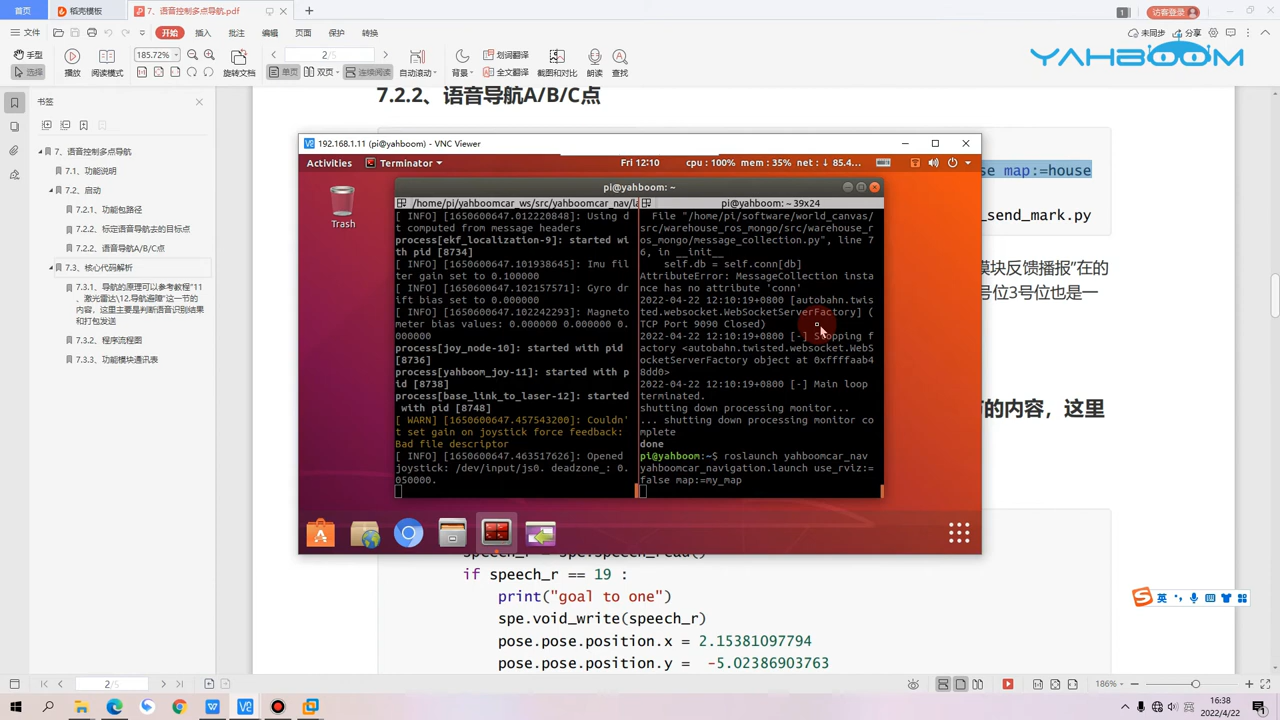 首页
稻壳模板
7、语音控制多点导航.pdf
1
访客登录
文件
开始
插入
批注
编辑
页面
保护
转换
未同步
分享
YAHBOOM
手型
选择
播放
阅读模式
185.72%
旋转文档
2/5
单页
双页
连续阅读
自动滚动
背景
划词翻译
全文翻译
截图和对比
朗读
查找
书签
7、语音控制多点导航
7.1、功能说明
7.2、启动
7.2.1、功能包路径
7.2.2、标定语音导航去的目标点
7.2.2、语音导航A/B/C点
7.3、核心代码解析
7.3.1、导航的原理可以参考教程"11
、激光雷达\12.导航避障"这一节的
内容、这里主要是判断语音识别结果
和打包发送
7.3.2、程序流程图
7.3.3、功能模块通讯表
7.2.2、语音导航A/B/C点
se map:=house
_send_mark.py
模块反馈播报"在的
号位3号位也是一
的内容，这里
192.168.1.11 (pi@yahboom) - VNC Viewer
Activities
Terminator
Fri 12:10
cpu : 100% mem : 35% net : ↓ 85.4...
Trash
pi@yahboom: ~
/home/pi/yahboomcar_ws/src/yahboomcar_nav/la
[ INFO] [1650600647.012220848]: Using d
t computed from message headers
process[ekf_localization-9]: started wi
th pid [8734]
[ INFO] [1650600647.101938645]: Imu fil
ter gain set to 0.100000
[ INFO] [1650600647.102157571]: Gyro dr
ift bias set to 0.000000
[ INFO] [1650600647.102242293]: Magneto
meter bias values: 0.000000 0.000000 0.
000000
process[joy_node-10]: started with pid
[8736]
process[yahboom_joy-11]: started with p
id [8738]
process[base_link_to_laser-12]: started
with pid [8748]
[ WARN] [1650600647.457543200]: Couldn'
t set gain on joystick force feedback:
Bad file descriptor
[ INFO] [1650600647.463517626]: Opened
joystick: /dev/input/js0. deadzone_: 0.
050000.
pi@yahboom: ~ 39x24
File "/home/pi/software/world_canvas/
src/warehouse_ros_mongo/src/warehouse_r
os_mongo/message_collection.py", line 7
6, in __init__
self.db = self.conn[db]
AttributeError: MessageCollection insta
nce has no attribute 'conn'
2022-04-22 12:10:19+0800 [autobahn.twis
ted.websocket.WebSocketServerFactory] (
TCP Port 9090 Closed)
2022-04-22 12:10:19+0800 [-] Stopping f
actory <autobahn.twisted.websocket.WebS
ocketServerFactory object at 0xffffaab4
8dd0>
2022-04-22 12:10:19+0800 [-] Main loop
terminated.
shutting down processing monitor...
... shutting down processing monitor co
mplete
done
pi@yahboom:~$ roslaunch yahboomcar_nav
yahboomcar_navigation.launch use_rviz:=
false map:=my_map
speech_r = spe.speech_read()
if speech_r == 19 :
print("goal to one")
spe.void_write(speech_r)
pose.pose.position.x = 2.15381097794
pose.pose.position.y = -5.02386903763
英
2/5
186%
16:38
2022/4/22